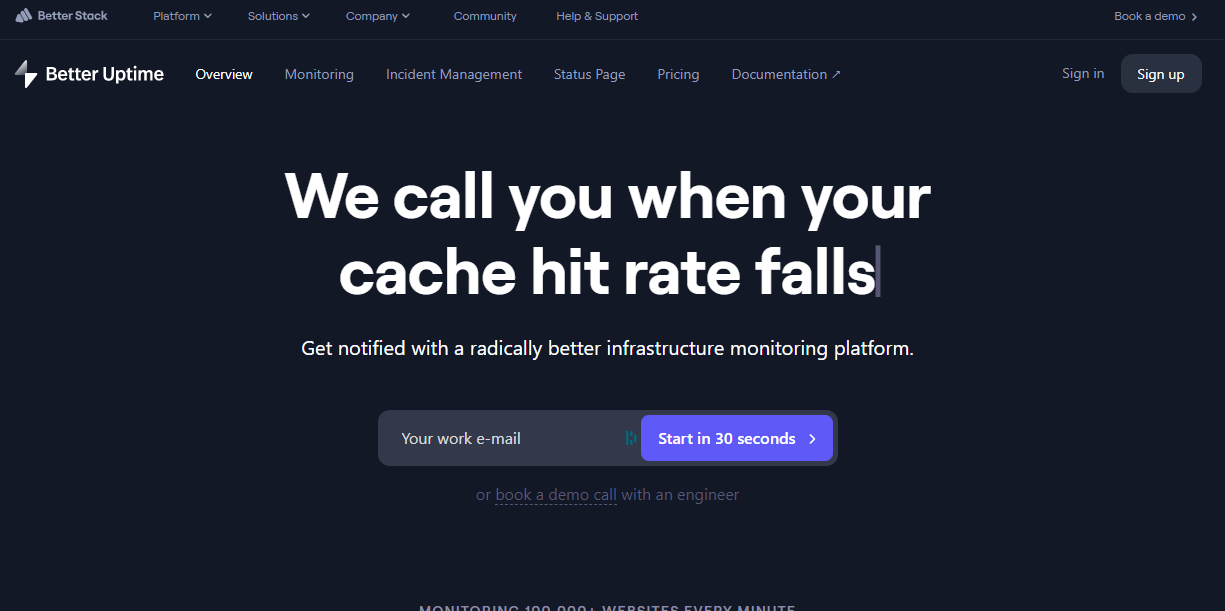 Better Stack Platform Solutions Company Community Help & Support Book a demo
Better Uptime Overview Monitoring Incident Management Status Page Pricing Documentation ↗ Sign in Sign up
We call you when your
cache hit rate falls
Get notified with a radically better infrastructure monitoring platform.
Your work e-mail Start in 30 seconds
or book a demo call with an engineer
MONITORING 100,000+ WEBSITES EVERY MINUTE